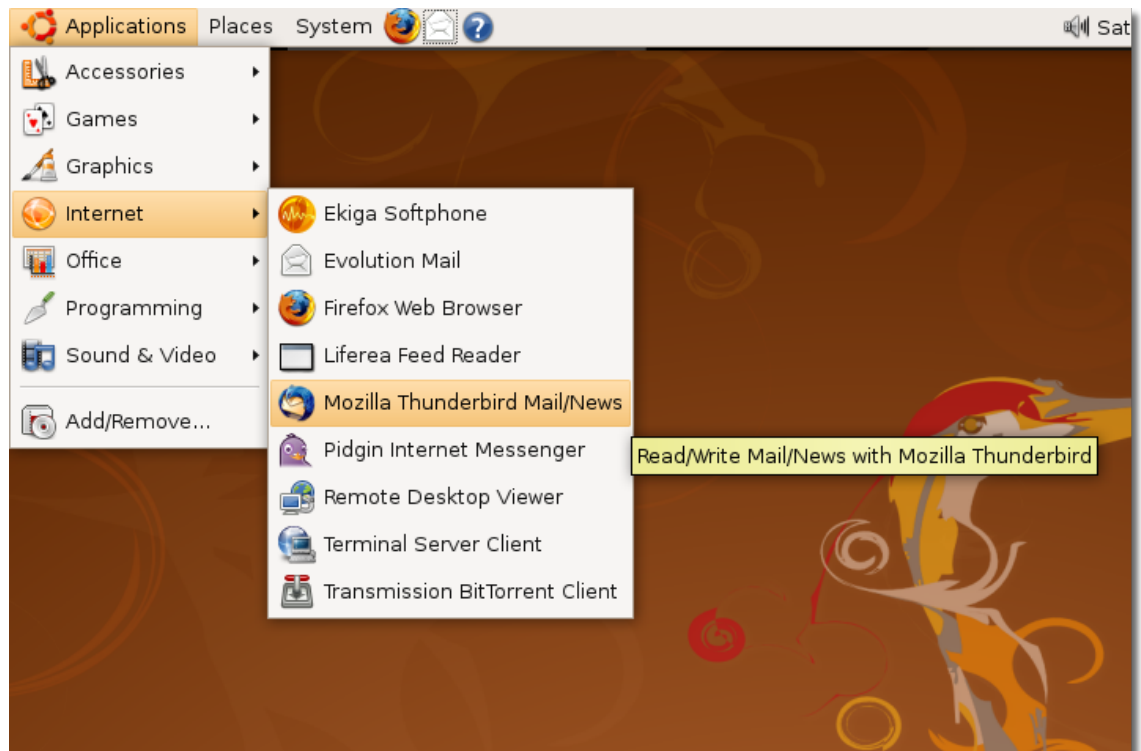 Applications Places System ? Sat
Accessories
Games
Graphics
Internet
Office
Programming
Sound & Video
Add/Remove...
Ekiga Softphone
Evolution Mail
Firefox Web Browser
Liferea Feed Reader
Mozilla Thunderbird Mail/News
Pidgin Internet Messenger
Remote Desktop Viewer
Terminal Server Client
Transmission BitTorrent Client
Read/Write Mail/News with Mozilla Thunderbird